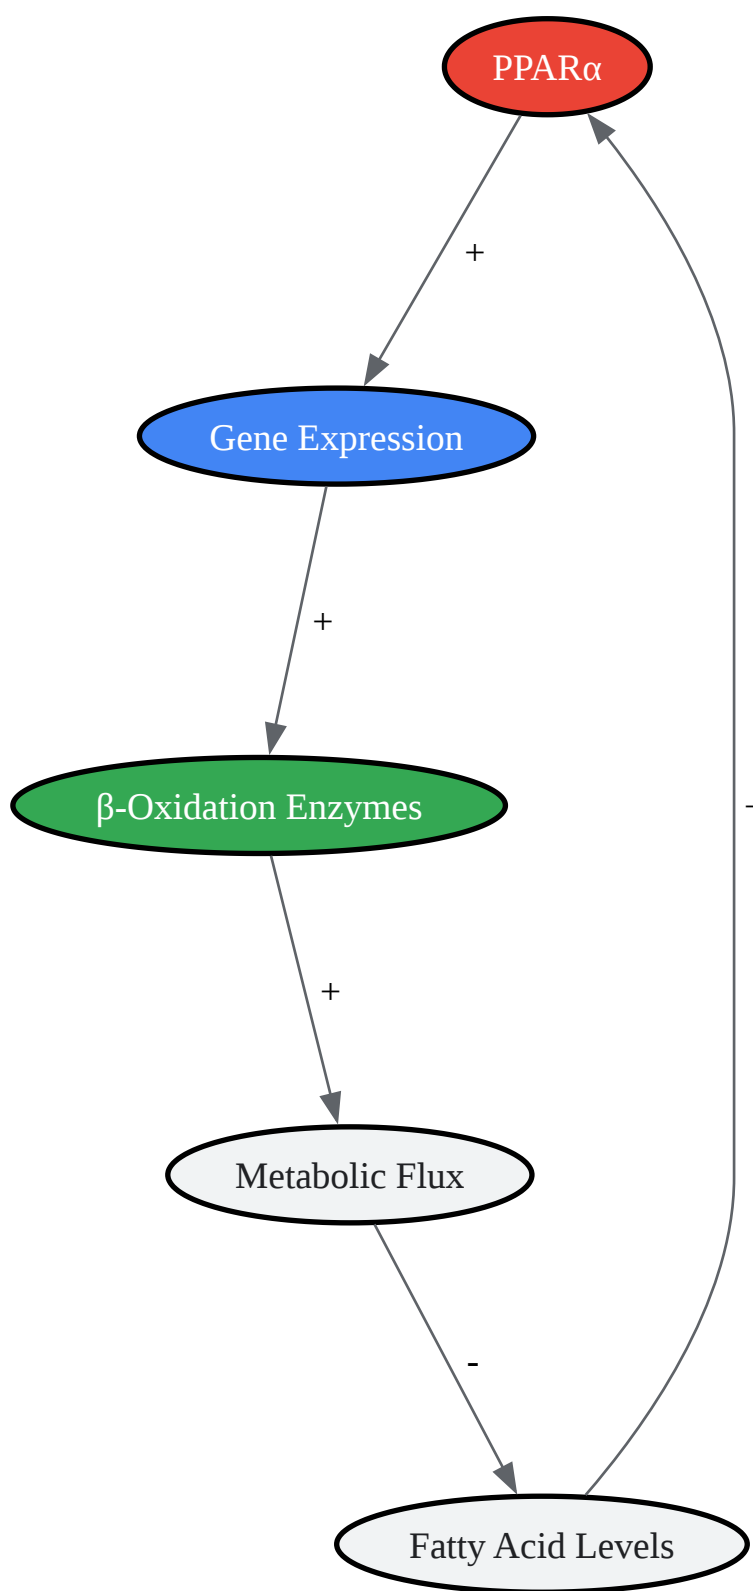 PPARα
+
Gene Expression
+
β-Oxidation Enzymes
-
+
Metabolic Flux
-
Fatty Acid Levels